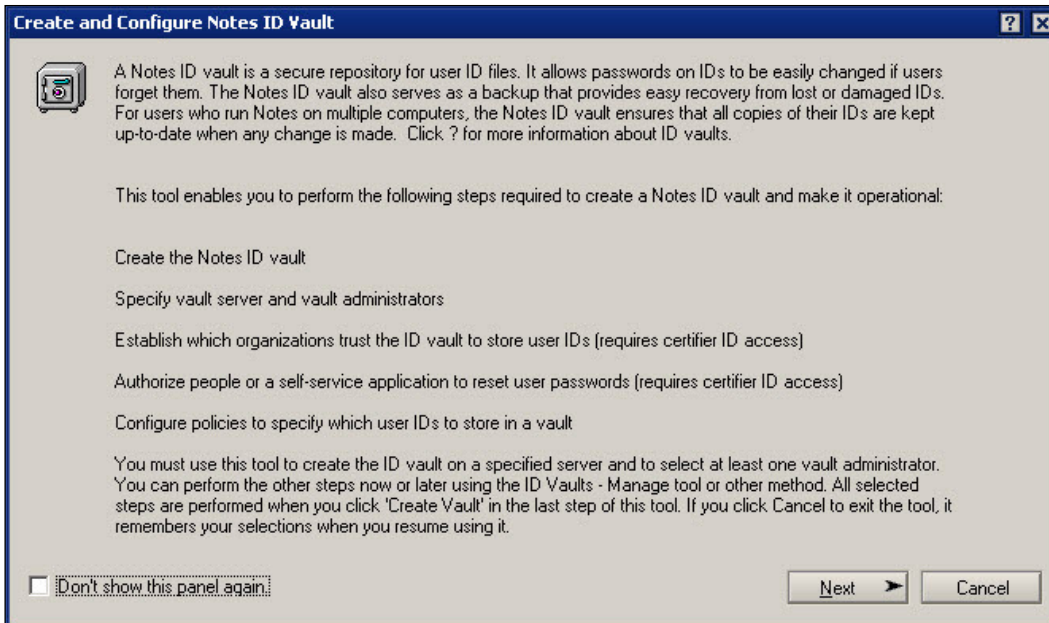 Create and Configure Notes ID Vault
A Notes ID vault is a secure repository for user ID files. It allows passwords on IDs to be easily changed if users
forget them. The Notes ID vault also serves as a backup that provides easy recovery from lost or damaged IDs.
For users who run Notes on multiple computers, the Notes ID vault ensures that all copies of their IDs are kept
up-to-date when any change is made. Click ? for more information about ID vaults.
This tool enables you to perform the following steps required to create a Notes ID vault and make it operational:
Create the Notes ID vault
Specify vault server and vault administrators
Establish which organizations trust the ID vault to store user IDs (requires certifier ID access)
Authorize people or a self-service application to reset user passwords (requires certifier ID access)
Configure policies to specify which user IDs to store in a vault
You must use this tool to create the ID vault on a specified server and to select at least one vault administrator.
You can perform the other steps now or later using the ID Vaults - Manage tool or other method. All selected
steps are performed when you click 'Create Vault' in the last step of this tool. If you click Cancel to exit the tool, it
remembers your selections when you resume using it.
Don't show this panel again.
Next
Cancel